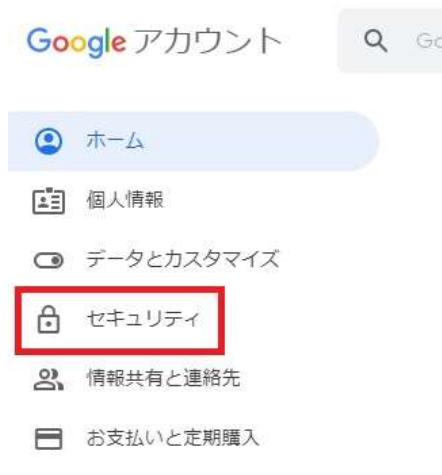 Google アカウント
Go
ホーム
個人情報
データとカスタマイズ
セキュリティ
情報共有と連絡先
お支払いと定期購入